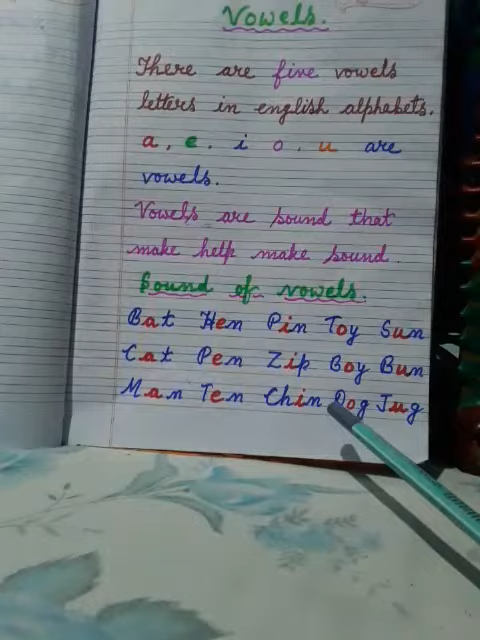 Vowels.
There are five vowels
letters in english alphabets.
a, e. i o. u are
vowels.
Vowels are sound that
make help make sound.
Sound of vowels.
Bat Hen Pin Toy Sun
Cat Pen Zip Boy Bun
Man Ten Chin Dog Jug